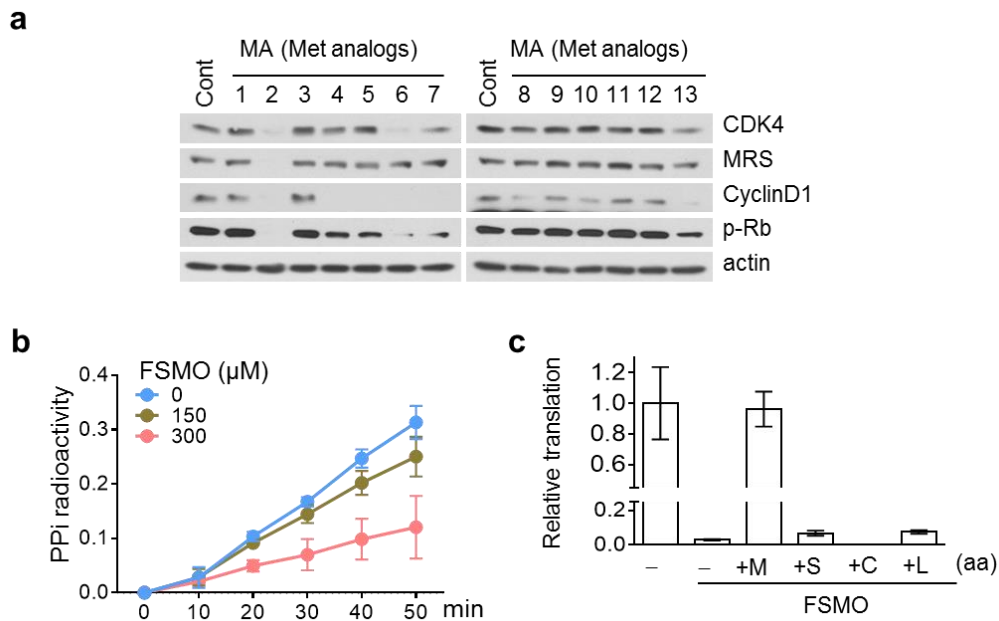 a
MA (Met analogs)
MA (Met analogs)
Cont 1 2 3 4 5 6 7
Cont 8 9 10 11 12 13
CDK4
MRS
CyclinD1
p-Rb
actin
b
FSMO (µM)
0
150
300
PPi radioactivity
0.4
0.3
0.2
0.1
0.0
0 10 20 30 40 50 min
c
Relative translation
1.2
1.0
0.8
0.6
0.2
0.0
– – +M +S +C +L (aa)
FSMO